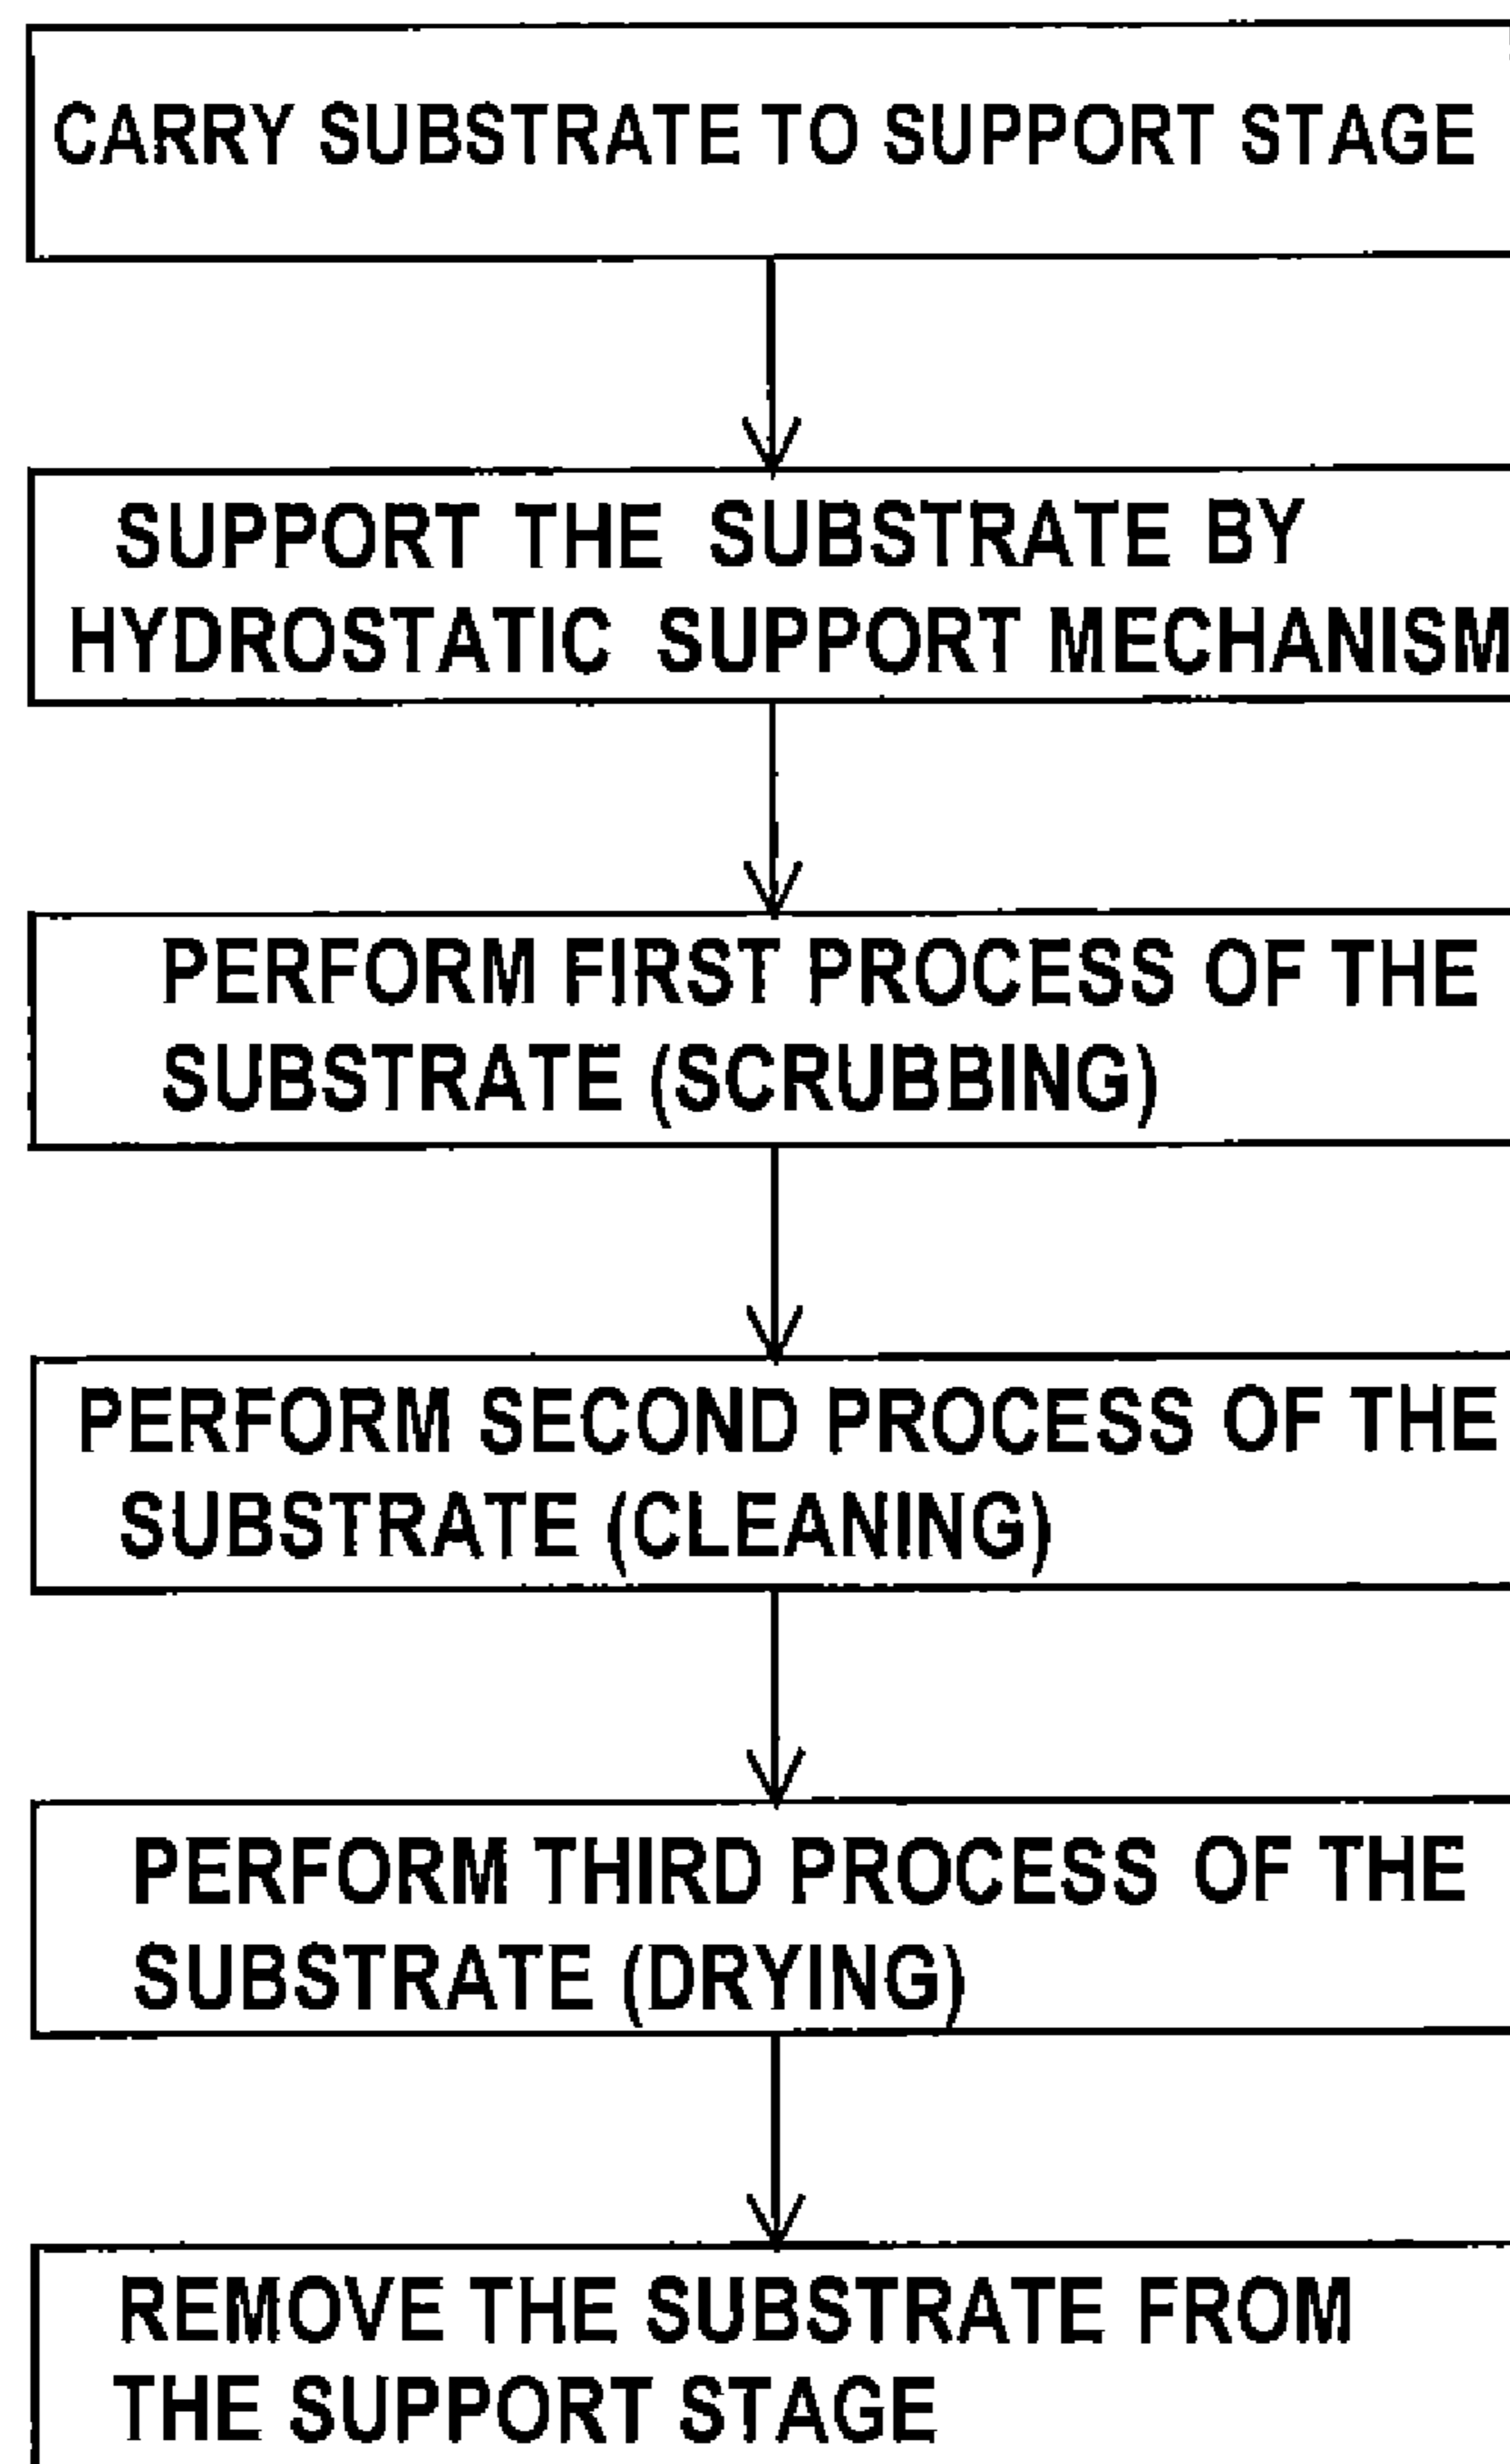 CARRY SUBSTRATE TO SUPPORT STAGE
SUPPORT THE SUBSTRATE BY
HYDROSTATIC SUPPORT MECHANISM
PERFORM FIRST PROCESS OF THE
SUBSTRATE (SCRUBBING)
PERFORM SECOND PROCESS OF THE
SUBSTRATE (CLEANING)
PERFORM THIRD PROCESS OF THE
SUBSTRATE (DRYING)
REMOVE THE SUBSTRATE FROM
THE SUPPORT STAGE